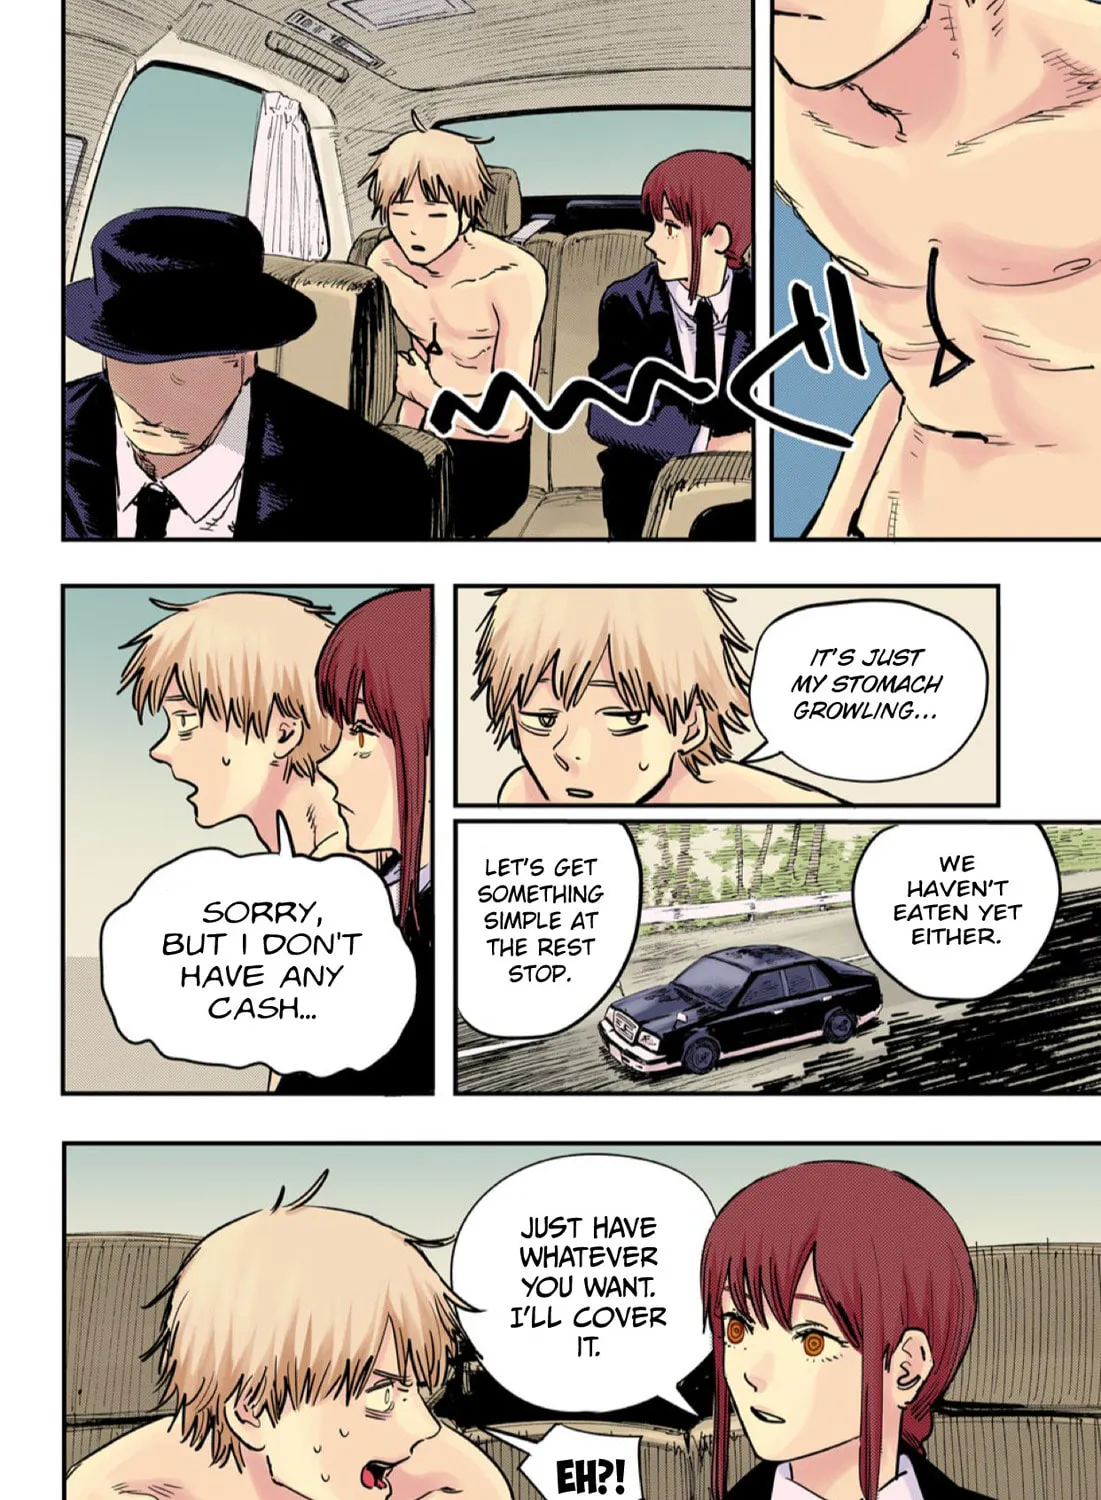 IT'S JUST
MY STOMACH
GROWLING...
WE
HAVEN'T
EATEN YET
EITHER.
LET'S GET
SOMETHING
SIMPLE AT
THE REST
STOP.
SORRY,
BUT I DON'T
HAVE ANY
CASH...
JUST HAVE
WHATEVER
YOU WANT.
I'LL COVER
IT.
EH?!